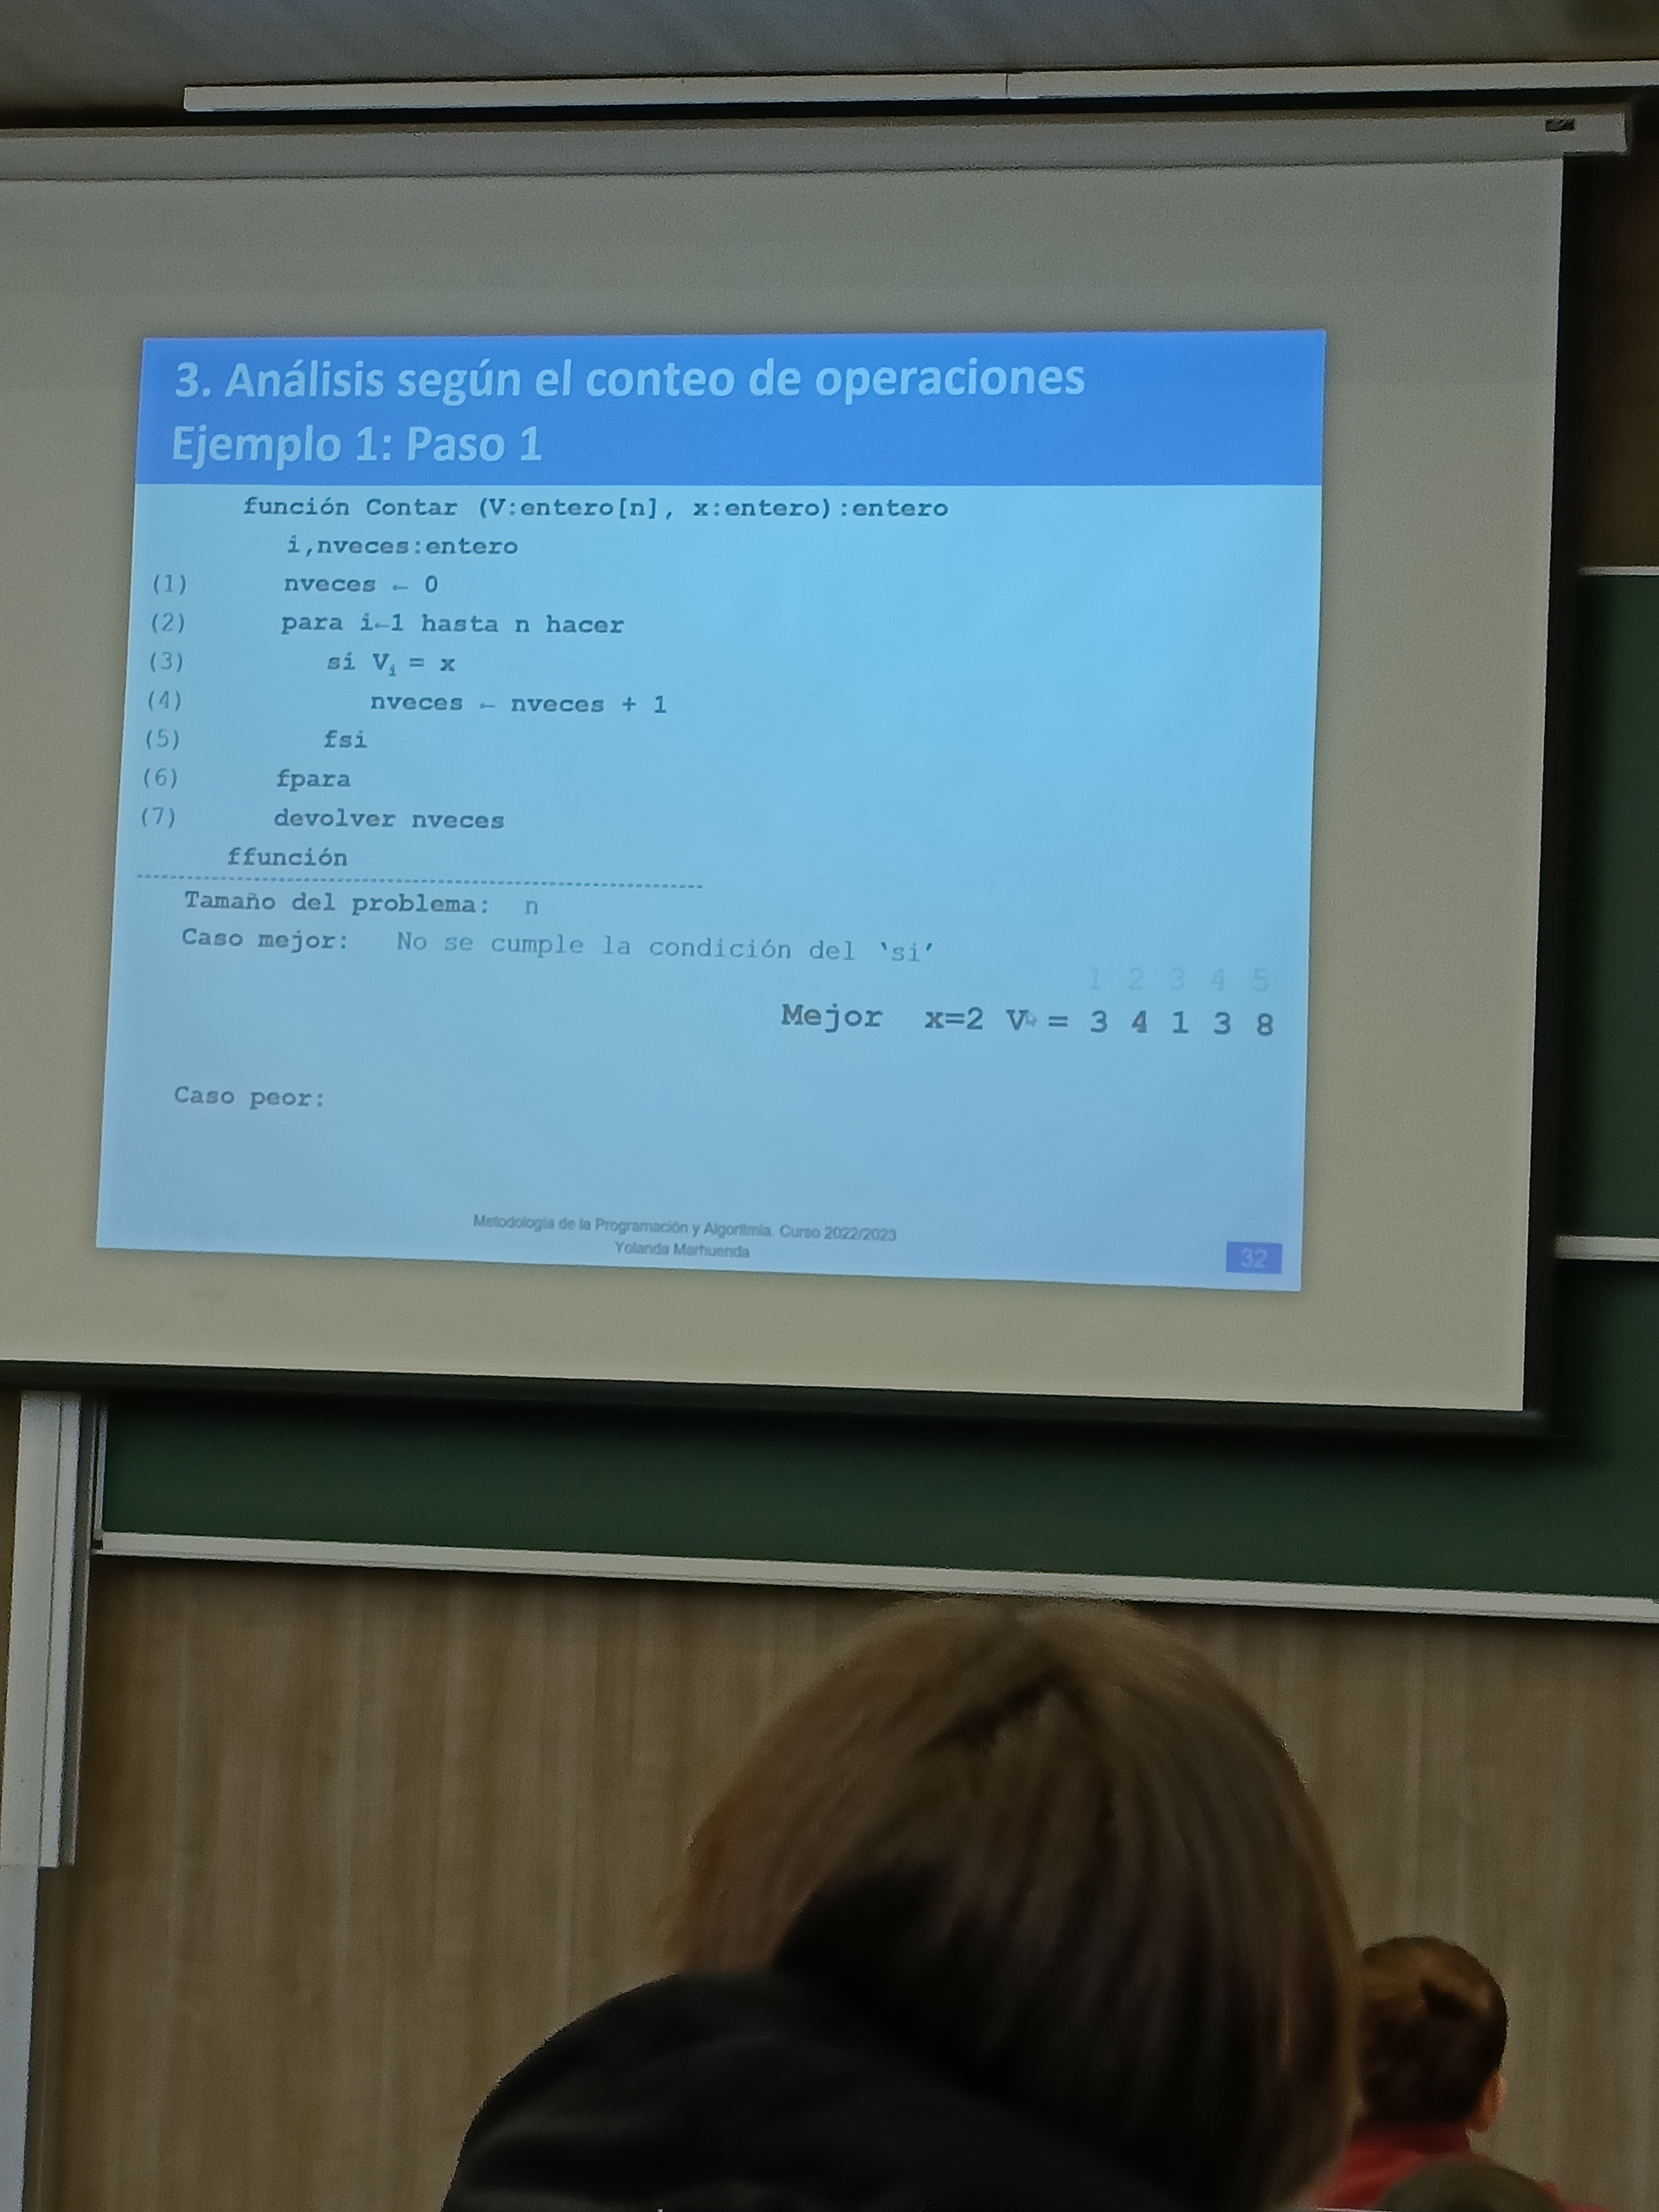 3. Análisis según el conteo de operaciones
Ejemplo 1: Paso 1
función Contar (V:entero[n], x:entero):entero
i,nveces:entero
(1) nveces ← 0
(2) para i←1 hasta n hacer
(3) si Vi = x
(4) nveces ← nveces + 1
(5) fsi
(6) fpara
(7) devolver nveces
ffunción
Tamaño del problema: n
Caso mejor: No se cumple la condición del ‘si’
1 2 3 4 5
Mejor x=2 V = 3 4 1 3 8
Caso peor:
Metodología de la Programación y Algoritmia. Curso 2022/2023
Yolanda Marhuenda
32